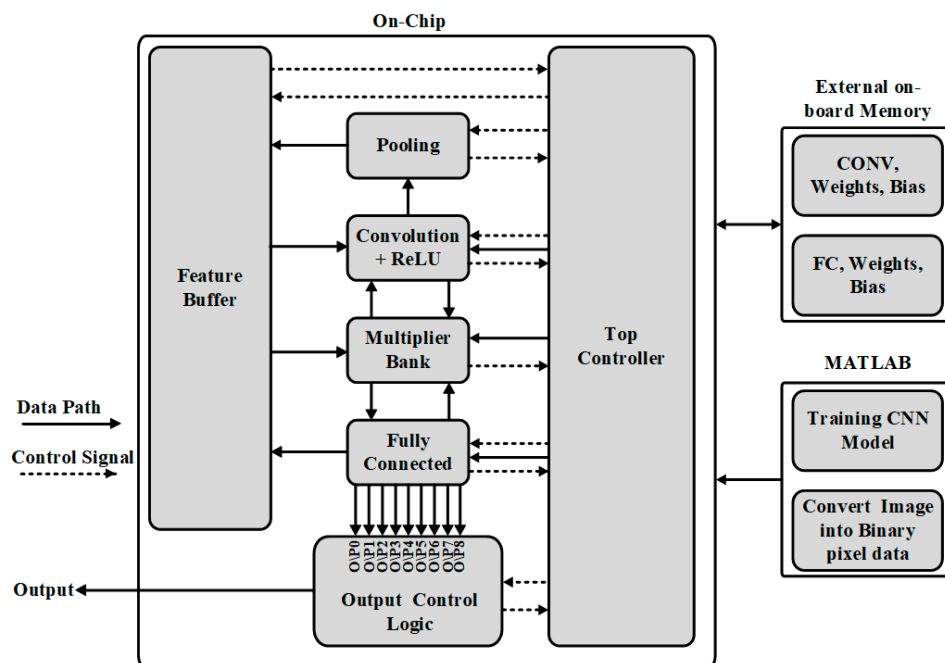 On-Chip
Feature
Buffer
Pooling
Convolution
+ ReLU
Multiplier
Bank
Fully
Connected
O\P0
O\P1
O\P2
O\P3
O\P4
O\P5
O\P6
O\P7
O\P8
Output Control
Logic
Top
Controller
External on-
board Memory
CONV,
Weights, Bias
FC, Weights,
Bias
MATLAB
Training CNN
Model
Convert Image
into Binary
pixel data
Data Path
Control Signal
Output